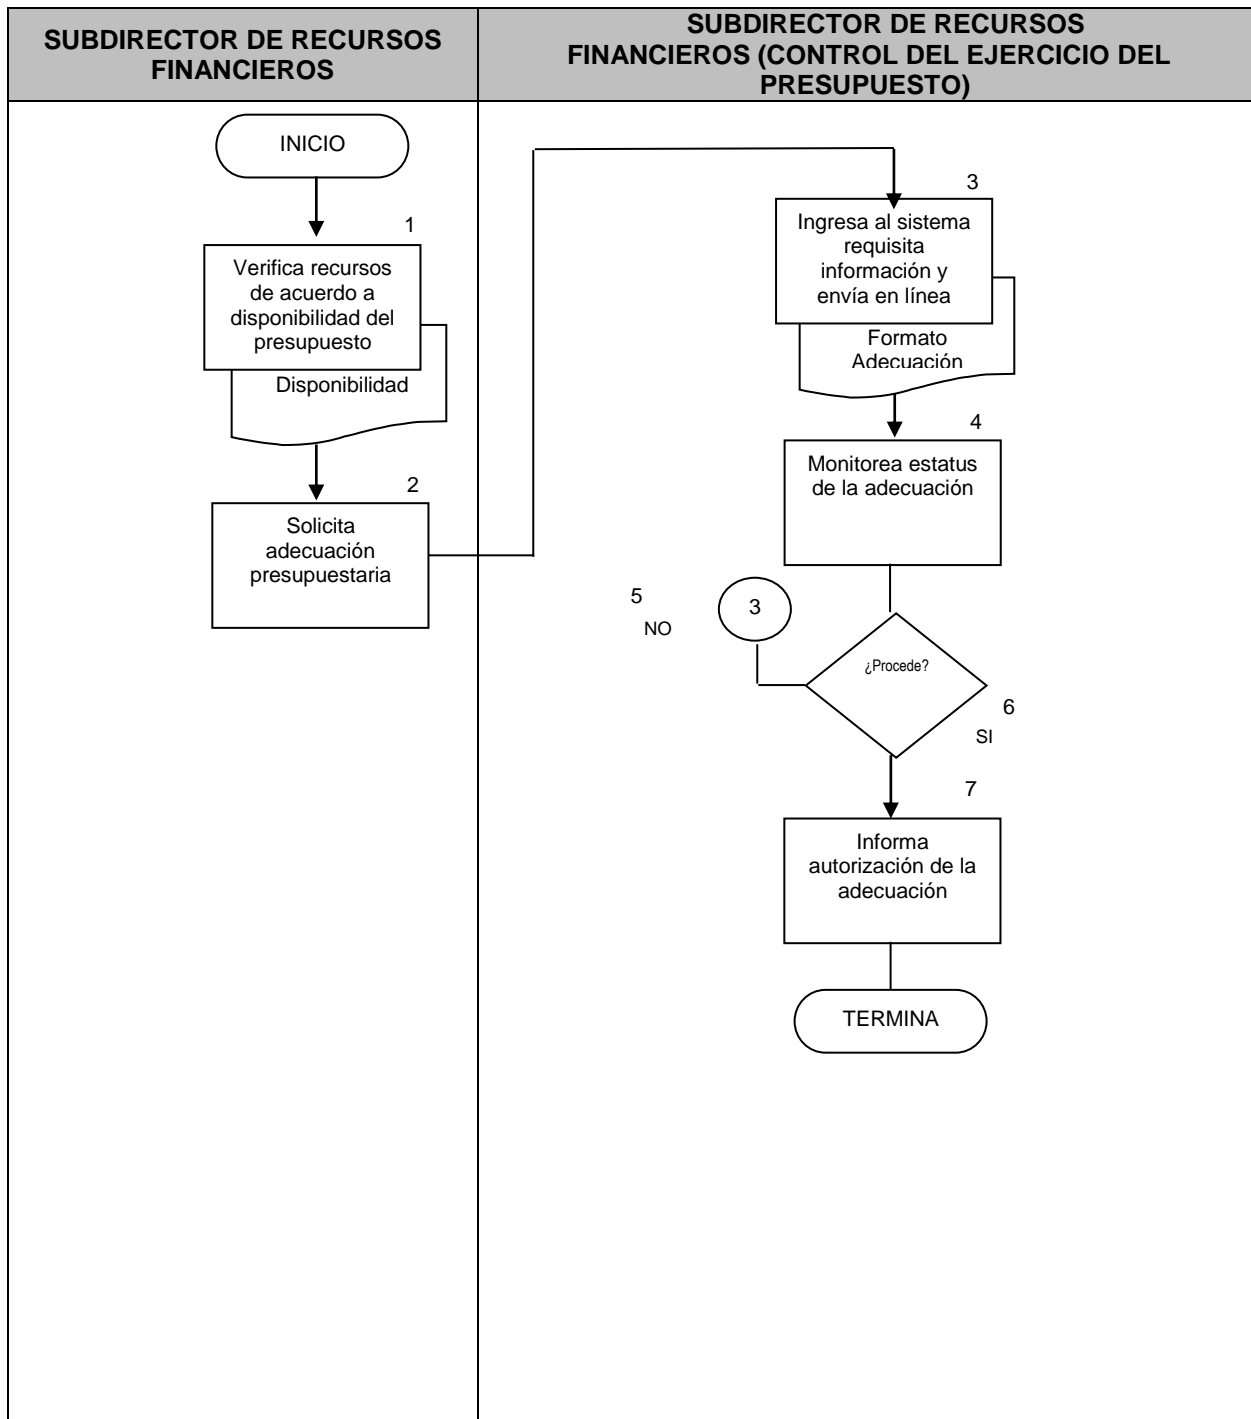 SUBDIRECTOR DE RECURSOS
FINANCIEROS
SUBDIRECTOR DE RECURSOS
FINANCIEROS (CONTROL DEL EJERCICIO DEL
PRESUPUESTO)
INICIO
1
Verifica recursos
de acuerdo a
disponibilidad del
presupuesto
Disponibilidad
2
Solicita
adecuación
presupuestaria
3
Ingresa al sistema
requisita
información y
envía en línea
Formato
Adecuación
4
Monitorea estatus
de la adecuación
5
NO
3
¿Procede?
6
SI
7
Informa
autorización de la
adecuación
TERMINA